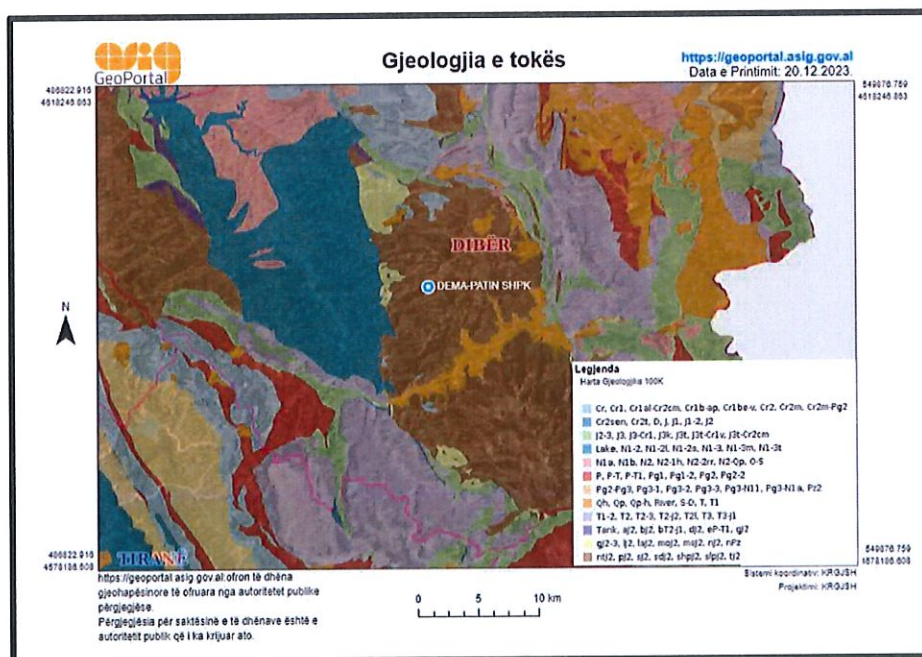 asig
GeoPortal
Gjeologjia e tokës
https://geoportal.asig.gov.al
Data e Printimit: 20.12.2023.
486822.916
4618246.863
549876.759
4618246.863
DIBËR
DEMA-PATIN SHPK
N
Legjenda
Harta Gjeologjika 100K
Cr, Cr1, Cr1al-Cr2cm, Cr1b-ap, Cr1be-v, Cr2, Cr2m, Cr2m-Pg2
Cr2sen, Cr2t, D, J, J1, J1-2, J2
J2-3, J3, J3-Cr1, J3k, J3t, J3t-Cr1v, J3t-Cr2cm
Lake, N1-2, N1-2l, N1-2s, N1-3, N1-3m, N1-3t
N1a, N1b, N2, N2-1h, N2-2rr, N2-Qp, O-S
P, P-T, P-T1, Pg1, Pg1-2, Pg2, Pg2-2
Pg2-Pg3, Pg3-1, Pg3-2, Pg3-3, Pg3-N11, Pg3-N1a, Pz2
Qh, Qp, Qp-h, River, S-D, T, T1
T1-2, T2, T2-3, T2-J2, T2l, T3, T3-J1
Tank, aJ2, bJ2, bT2-J1, dJ2, eP-T1, gJ2
gJ2-3, lJ2, laJ2, moJ2, msJ2, nJ2, nPz
ntJ2, pJ2, sJ2, sdJ2, shpJ2, slpJ2, tJ2
TIRANË
486822.916
4578186.608
549876.759
4578186.608
https://geoportal.asig.gov.al ofron të dhëna
gjeohapësinore të ofruara nga autoritetet publike
përgjegjëse.
Përgjegjësia për saktësinë e të dhënave është e
autoritetit publik që i ka krijuar ato.
0 5 10 km
Sistemi koordinativ: KRGJSH
Projeksioni: KRGJSH